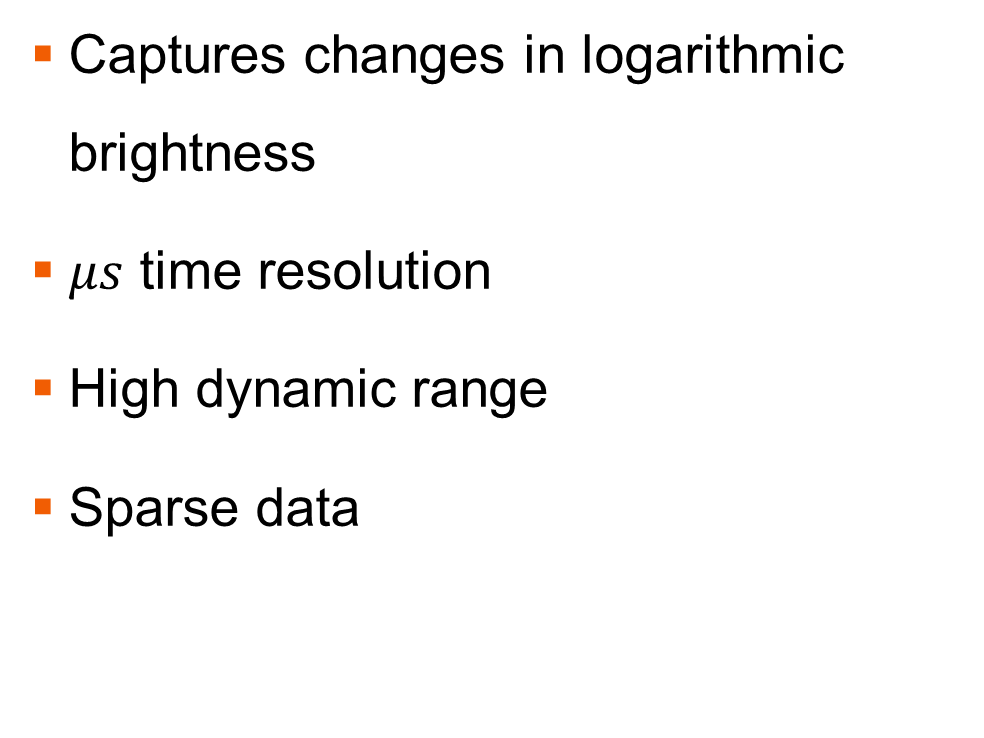 ▪ Captures changes in logarithmic
brightness
▪ 𝜇𝑠 time resolution
▪ High dynamic range
▪ Sparse data